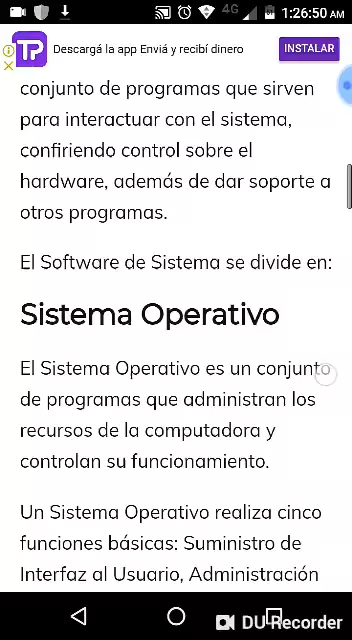 4G 1:26:50 AM
TP Descargá la app Enviá y recibí dinero INSTALAR
conjunto de programas que sirven
para interactuar con el sistema,
confiriendo control sobre el
hardware, además de dar soporte a
otros programas.
El Software de Sistema se divide en:
Sistema Operativo
El Sistema Operativo es un conjunto
de programas que administran los
recursos de la computadora y
controlan su funcionamiento.
Un Sistema Operativo realiza cinco
funciones básicas: Suministro de
Interfaz al Usuario, Administración
DU Recorder